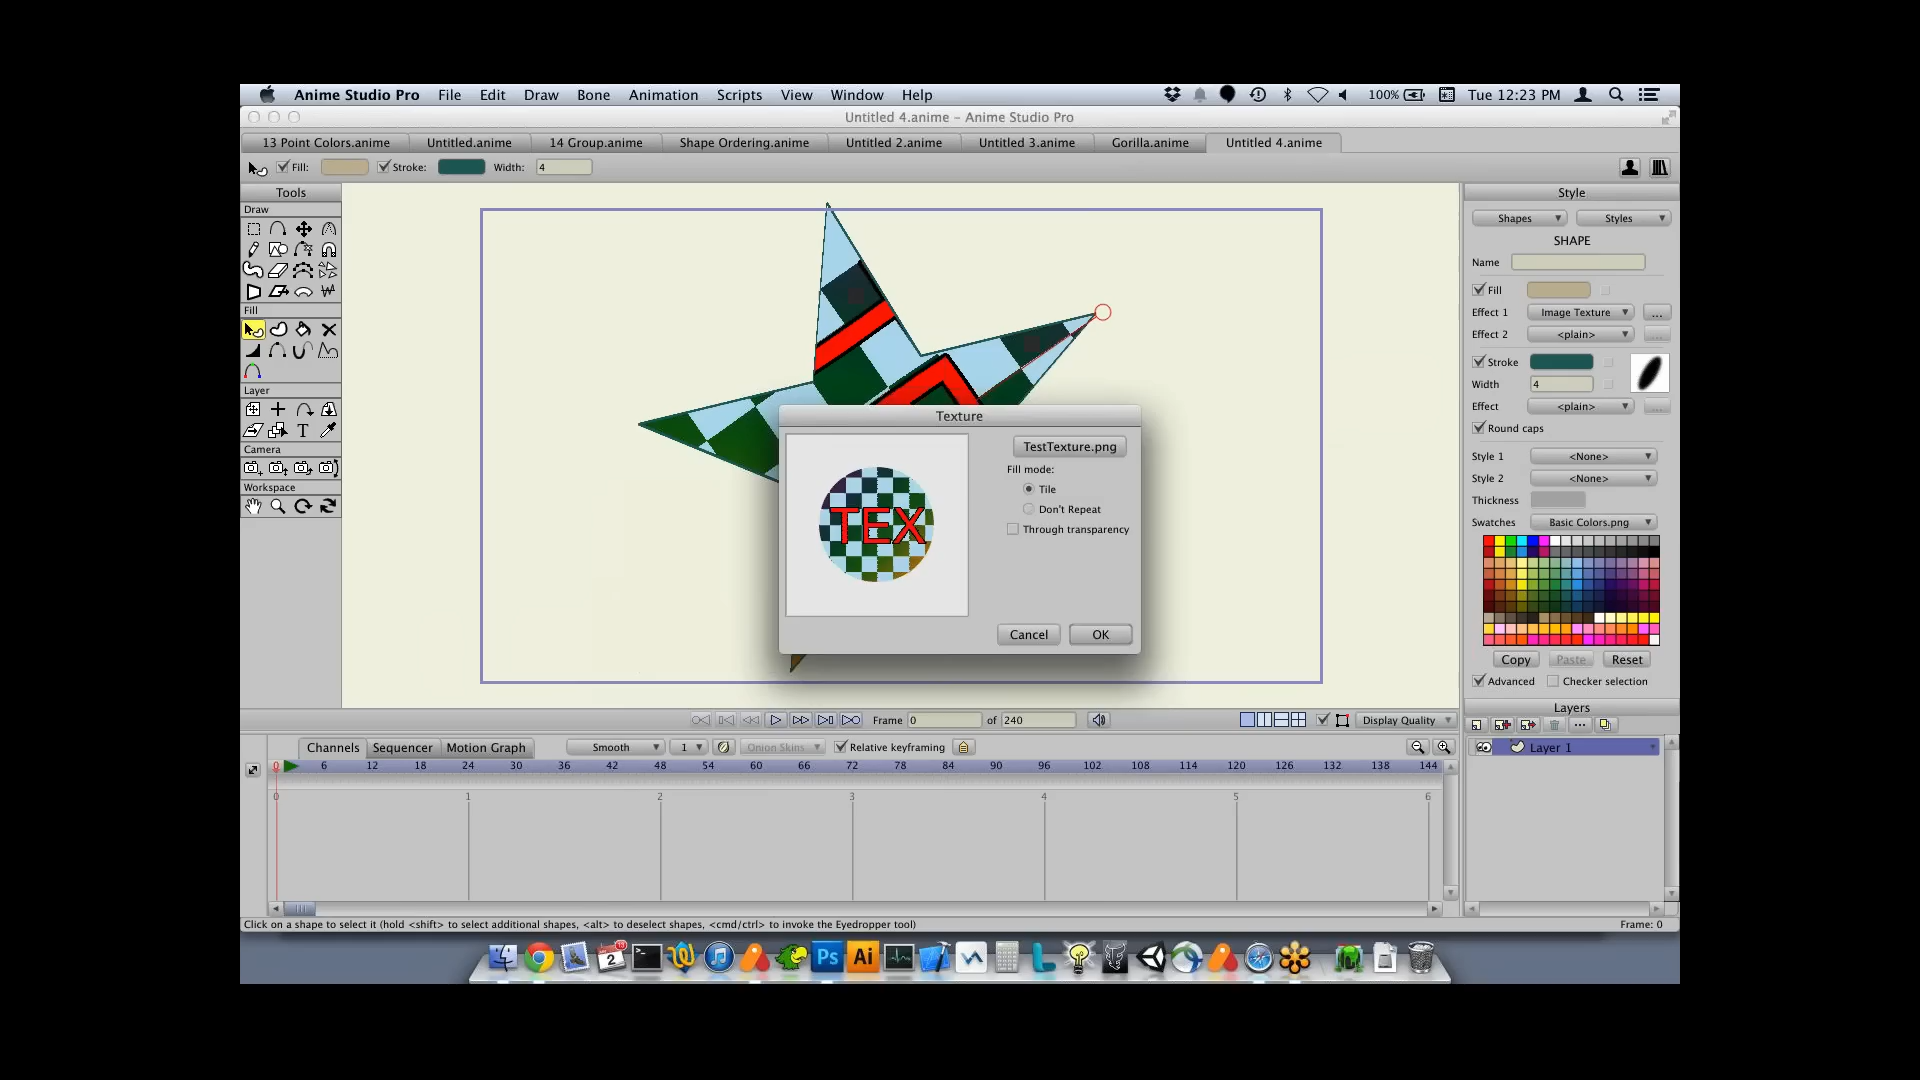 Anime Studio Pro File Edit Draw Bone Animation Scripts View Window Help 100% Tue 12:23 PM
Untitled 4.anime – Anime Studio Pro
13 Point Colors.anime Untitled.anime 14 Group.anime Shape Ordering.anime Untitled 2.anime Untitled 3.anime Gorilla.anime Untitled 4.anime
Fill: Stroke: Width: 4
Tools
Draw
Fill
Layer
T
Camera
Workspace
Style
Shapes Styles
SHAPE
Name
Fill
Effect 1 Image Texture ...
Effect 2 <plain> ...
Stroke
Width 4
Effect <plain> ...
Round caps
Style 1 <None>
Style 2 <None>
Thickness
Swatches Basic Colors.png
Copy Paste Reset
Advanced Checker selection
Texture
TEX
TestTexture.png
Fill mode:
Tile
Don't Repeat
Through transparency
Cancel OK
Frame 0 of 240 Display Quality
Channels Sequencer Motion Graph Smooth 1 Onion Skins Relative keyframing
0 6 12 18 24 30 36 42 48 54 60 66 72 78 84 90 96 102 108 114 120 126 132 138 144
0 1 2 3 4 5 6
Layers
Layer 1
Click on a shape to select it (hold <shift> to select additional shapes, <alt> to deselect shapes, <cmd/ctrl> to invoke the Eyedropper tool) Frame: 0
2 Ps Ai